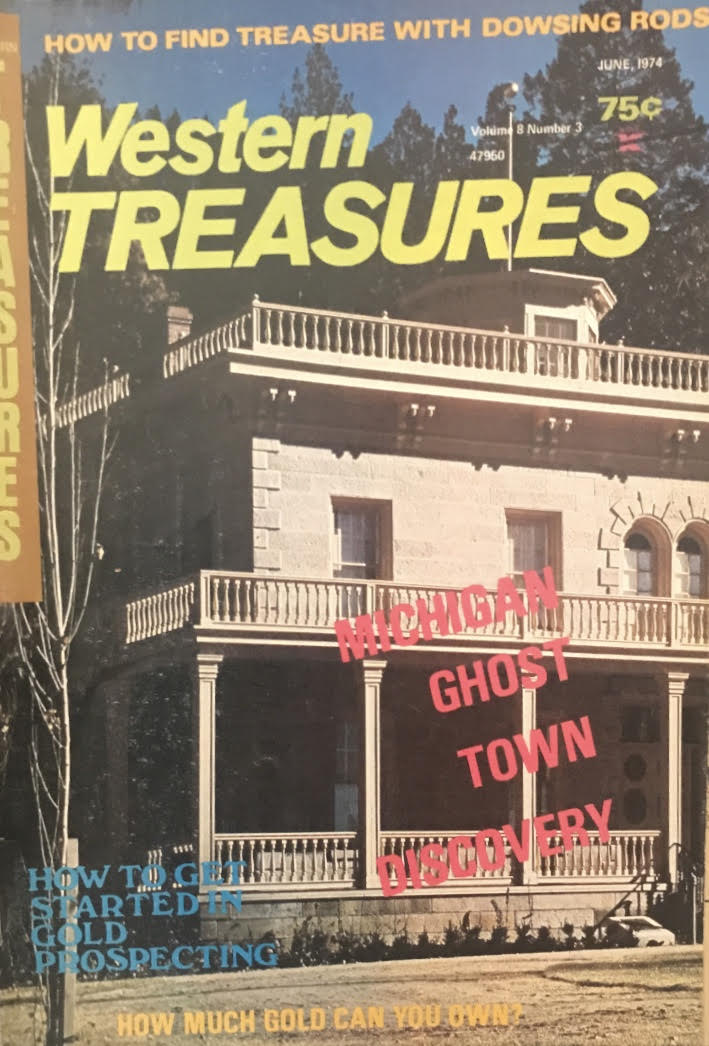 HOW TO FIND TREASURE WITH DOWSING RODS
JUNE, 1974
75¢
Volume 8 Number 3
47960
Western
TREASURES
TREASURES
MICHIGAN
GHOST
TOWN
DISCOVERY
HOW TO GET
STARTED IN
GOLD
PROSPECTING
HOW MUCH GOLD CAN YOU OWN?